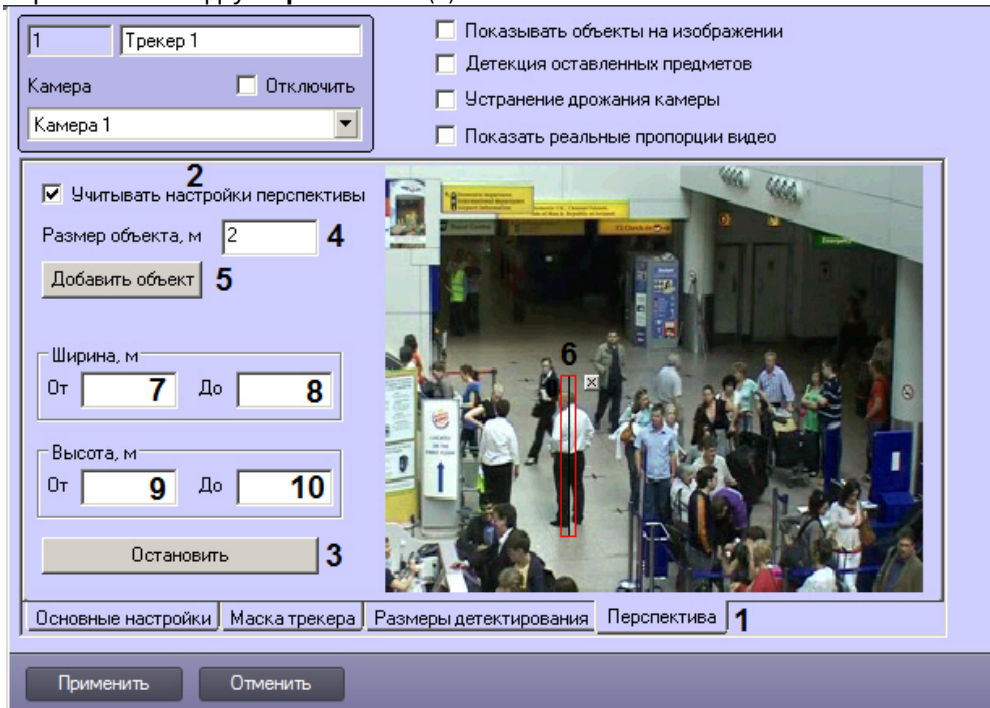 1 Трекер 1
Камера Отключить
Камера 1
Показывать объекты на изображении
Детекция оставленных предметов
Устранение дрожания камеры
Показать реальные пропорции видео
2
Учитывать настройки перспективы
Размер объекта, м 2 4
Добавить объект 5
Ширина, м
От 7 До 8
Высота, м
От 9 До 10
Остановить 3
6
Основные настройки Маска трекера Размеры детектирования Перспектива 1
Применить Отменить